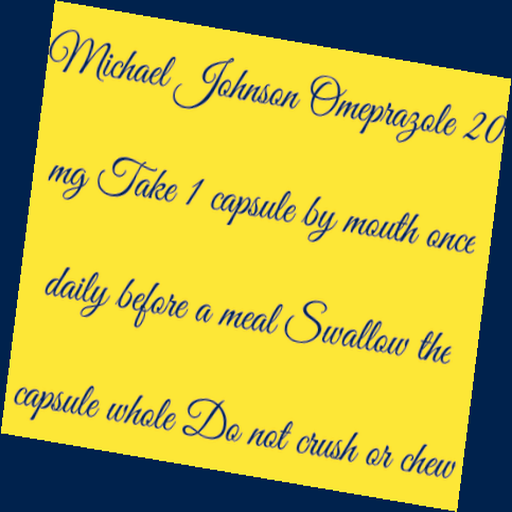 Michael Johnson Omeprazole 20
mg Take 1 capsule by mouth once
daily before a meal Swallow the
capsule whole Do not crush or chew